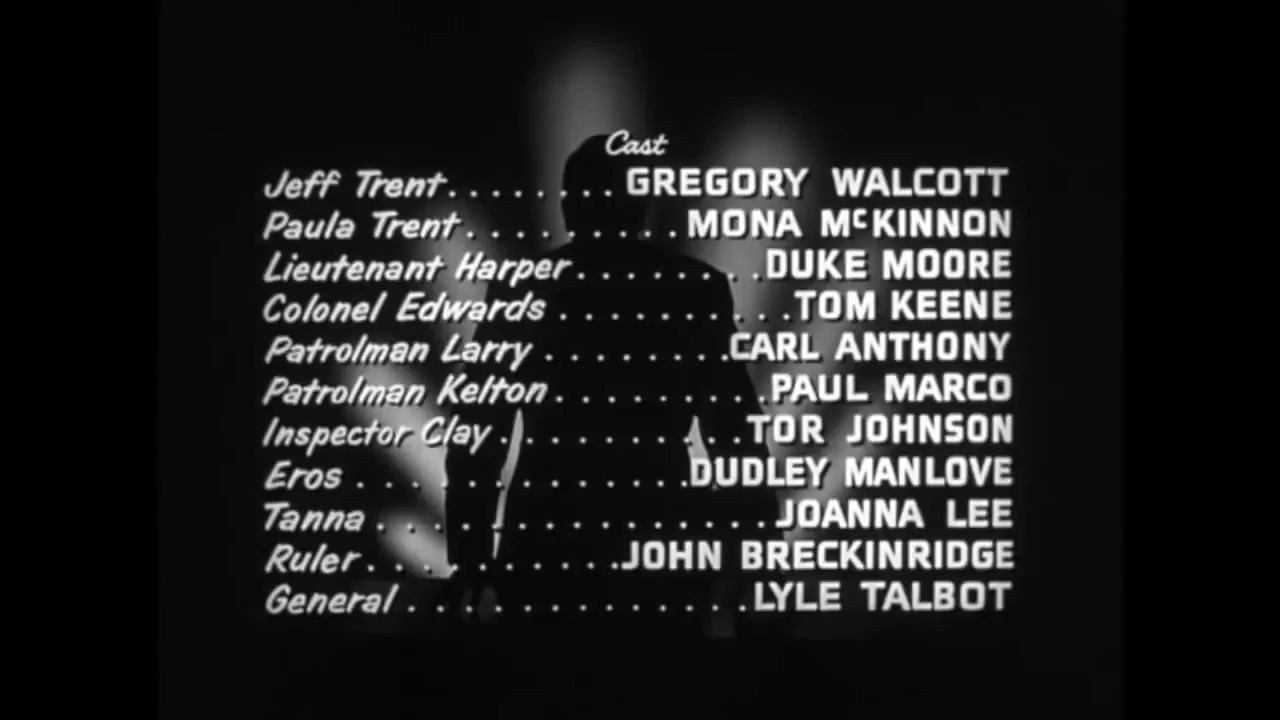 Cast
Jeff Trent........GREGORY WALCOTT
Paula Trent.........MONA McKINNON
Lieutenant Harper.......DUKE MOORE
Colonel Edwards..........TOM KEENE
Patrolman Larry.........CARL ANTHONY
Patrolman Kelton..........PAUL MARCO
Inspector Clay..........TOR JOHNSON
Eros..............DUDLEY MANLOVE
Tanna.................JOANNA LEE
Ruler..........JOHN BRECKINRIDGE
General..............LYLE TALBOT